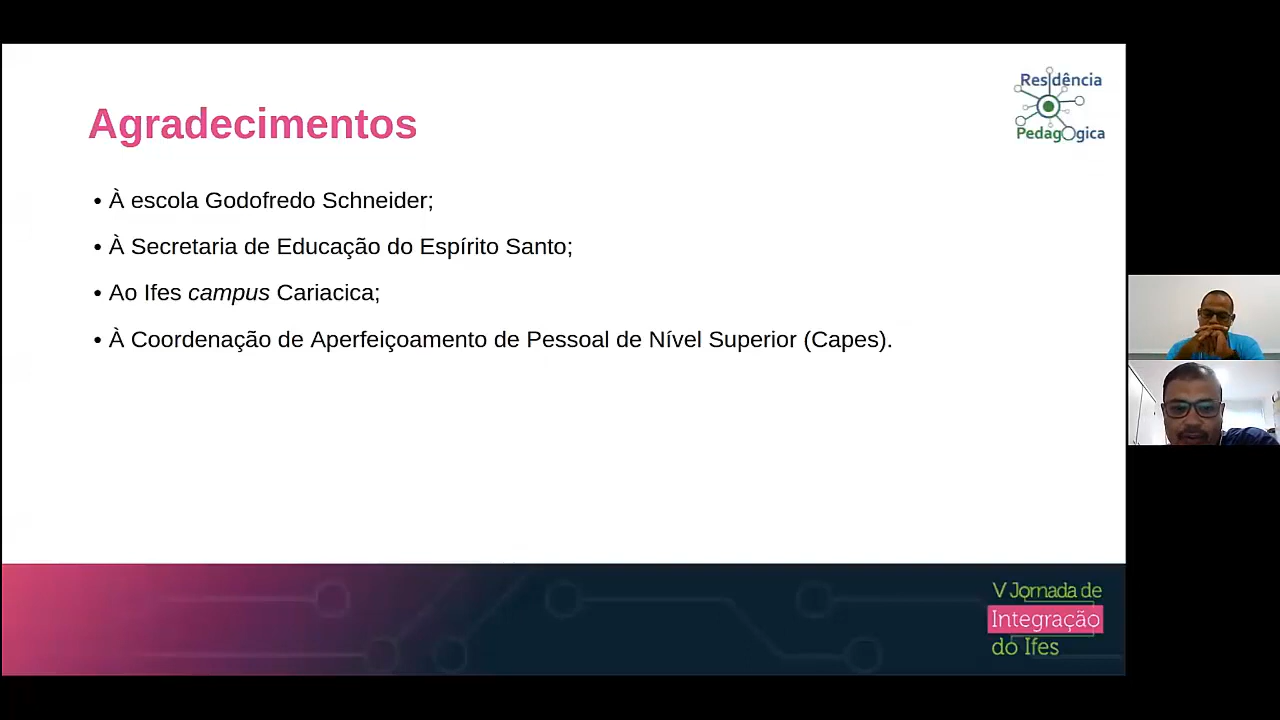 Residência
PedagOgica
Agradecimentos
• À escola Godofredo Schneider;
• À Secretaria de Educação do Espírito Santo;
• Ao Ifes campus Cariacica;
• À Coordenação de Aperfeiçoamento de Pessoal de Nível Superior (Capes).
V Jornada de
Integração
do Ifes